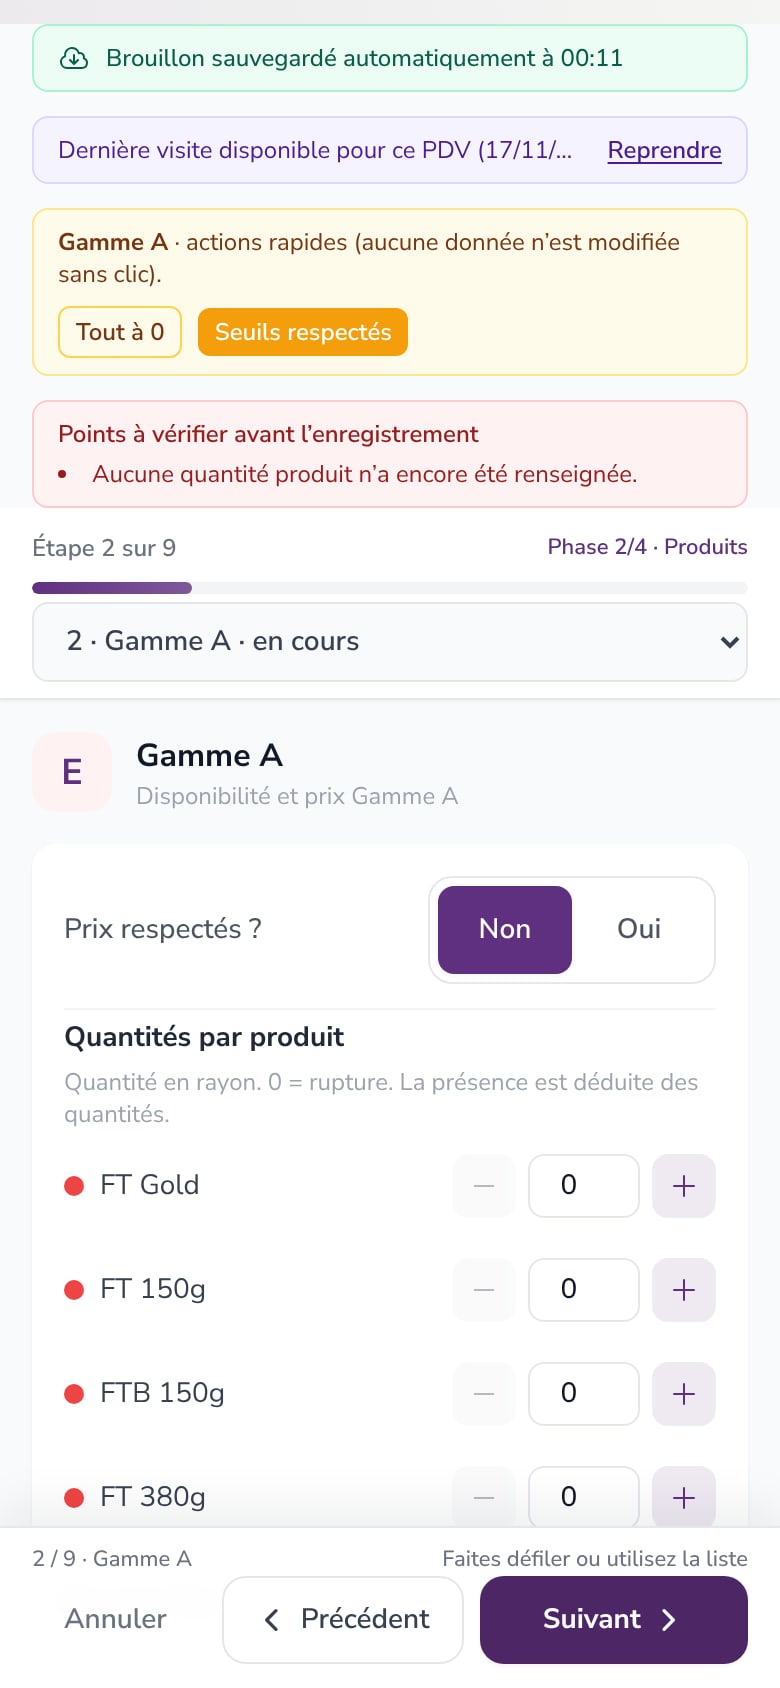 Brouillon sauvegardé automatiquement à 00:11
Dernière visite disponible pour ce PDV (17/11/... Reprendre
Gamme A · actions rapides (aucune donnée n’est modifiée
sans clic).
Tout à 0 Seuils respectés
Points à vérifier avant l’enregistrement
• Aucune quantité produit n’a encore été renseignée.
Étape 2 sur 9 Phase 2/4 · Produits
2 · Gamme A · en cours
E Gamme A
Disponibilité et prix Gamme A
Prix respectés ? Non Oui
Quantités par produit
Quantité en rayon. 0 = rupture. La présence est déduite des
quantités.
FT Gold − 0 +
FT 150g − 0 +
FTB 150g − 0 +
FT 380g − 0 +
2 / 9 · Gamme A Faites défiler ou utilisez la liste
Annuler Précédent Suivant